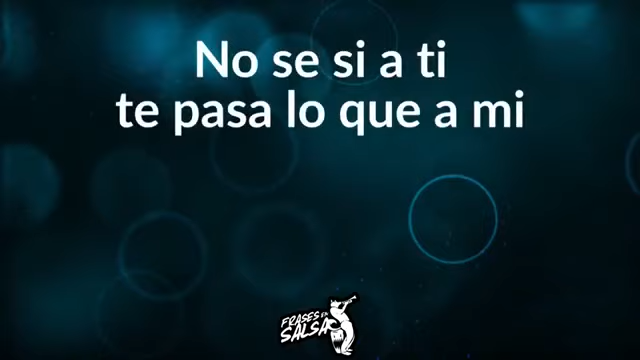 No se si a ti
te pasa lo que a mi
FRASES EN
SALSA